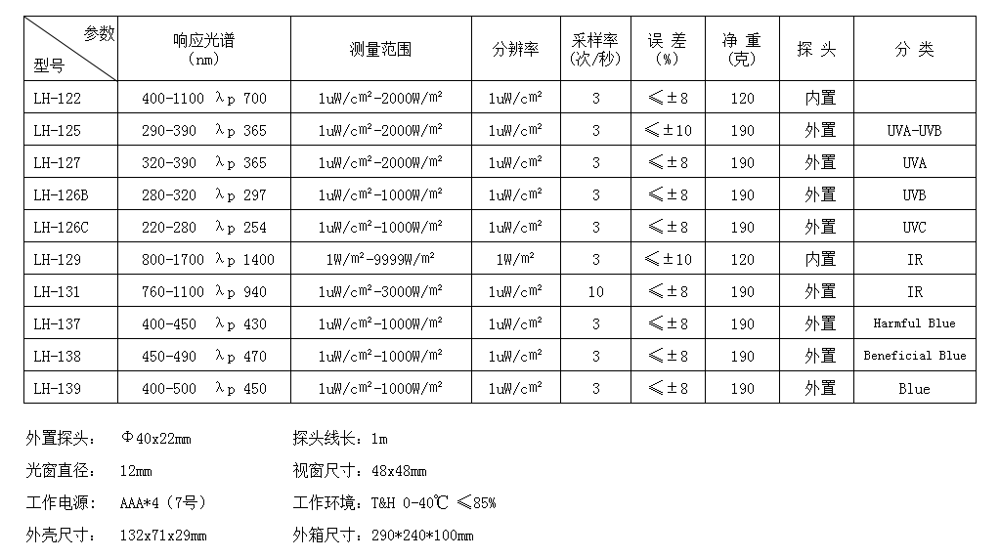 参数
型号
响应光谱
(nm)
测量范围
分辨率
采样率
(次/秒)
误 差
(%)
净 重
(克)
探 头
分 类
LH-122 400-1100 λp 700 1uW/cm²-2000W/m² 1uW/cm² 3 ≤±8 120 内置
LH-125 290-390 λp 365 1uW/cm²-2000W/m² 1uW/cm² 3 ≤±10 190 外置 UVA-UVB
LH-127 320-390 λp 365 1uW/cm²-2000W/m² 1uW/cm² 3 ≤±8 190 外置 UVA
LH-126B 280-320 λp 297 1uW/cm²-1000W/m² 1uW/cm² 3 ≤±8 190 外置 UVB
LH-126C 220-280 λp 254 1uW/cm²-1000W/m² 1uW/cm² 3 ≤±8 190 外置 UVC
LH-129 800-1700 λp 1400 1W/m²-9999W/m² 1W/m² 3 ≤±10 120 内置 IR
LH-131 760-1100 λp 940 1uW/cm²-3000W/m² 1uW/cm² 10 ≤±8 190 外置 IR
LH-137 400-450 λp 430 1uW/cm²-1000W/m² 1uW/cm² 3 ≤±8 190 外置 Harmful Blue
LH-138 450-490 λp 470 1uW/cm²-1000W/m² 1uW/cm² 3 ≤±8 190 外置 Beneficial Blue
LH-139 400-500 λp 450 1uW/cm²-1000W/m² 1uW/cm² 3 ≤±8 190 外置 Blue
外置探头： Φ40x22mm 探头线长：1m
光窗直径： 12mm 视窗尺寸：48x48mm
工作电源： AAA*4（7号） 工作环境：T&H 0-40℃ ≤85%
外壳尺寸： 132x71x29mm 外箱尺寸：290*240*100mm